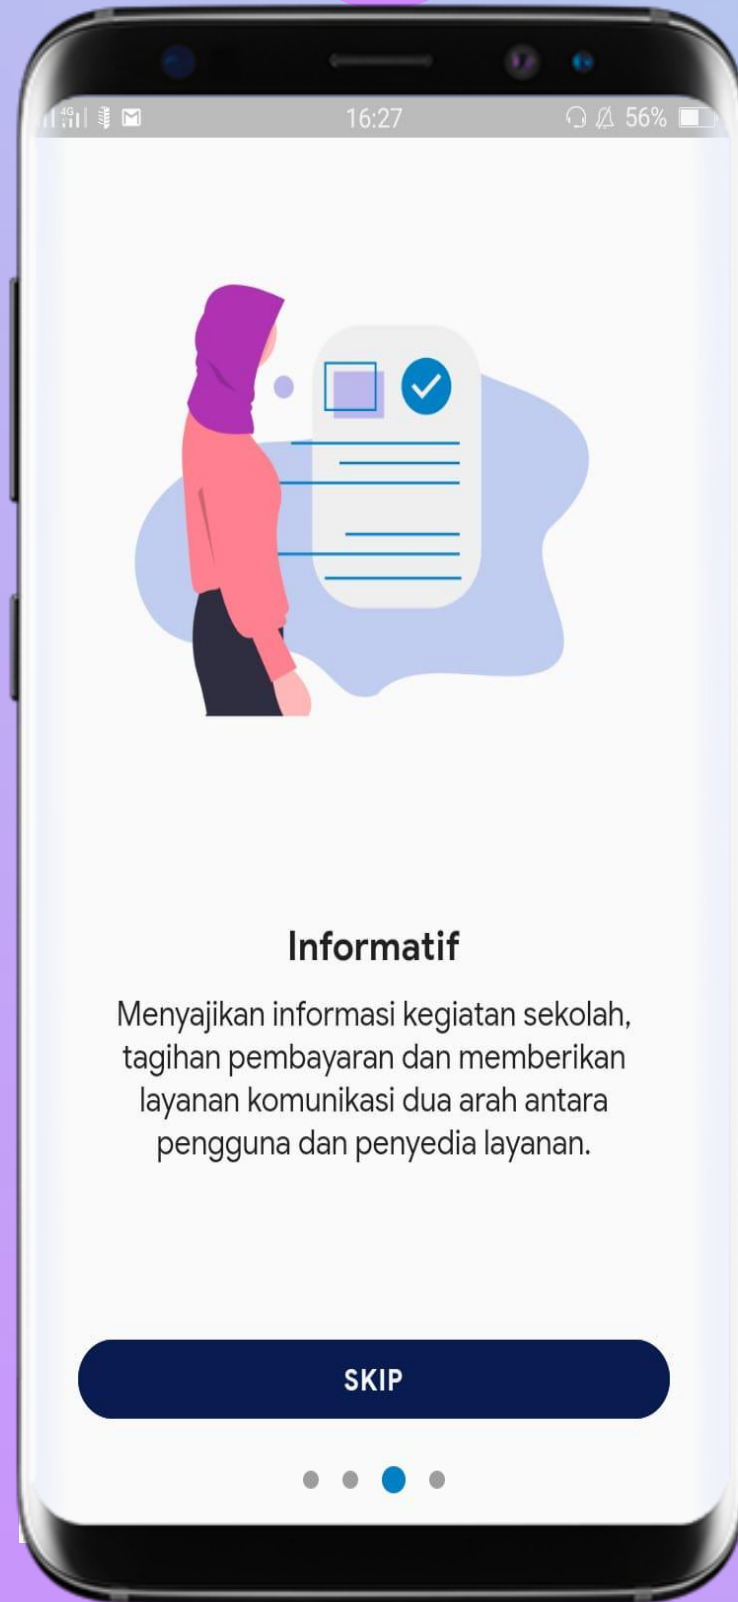 4G
16:27
56%
Informatif
Menyajikan informasi kegiatan sekolah,
tagihan pembayaran dan memberikan
layanan komunikasi dua arah antara
pengguna dan penyedia layanan.
SKIP